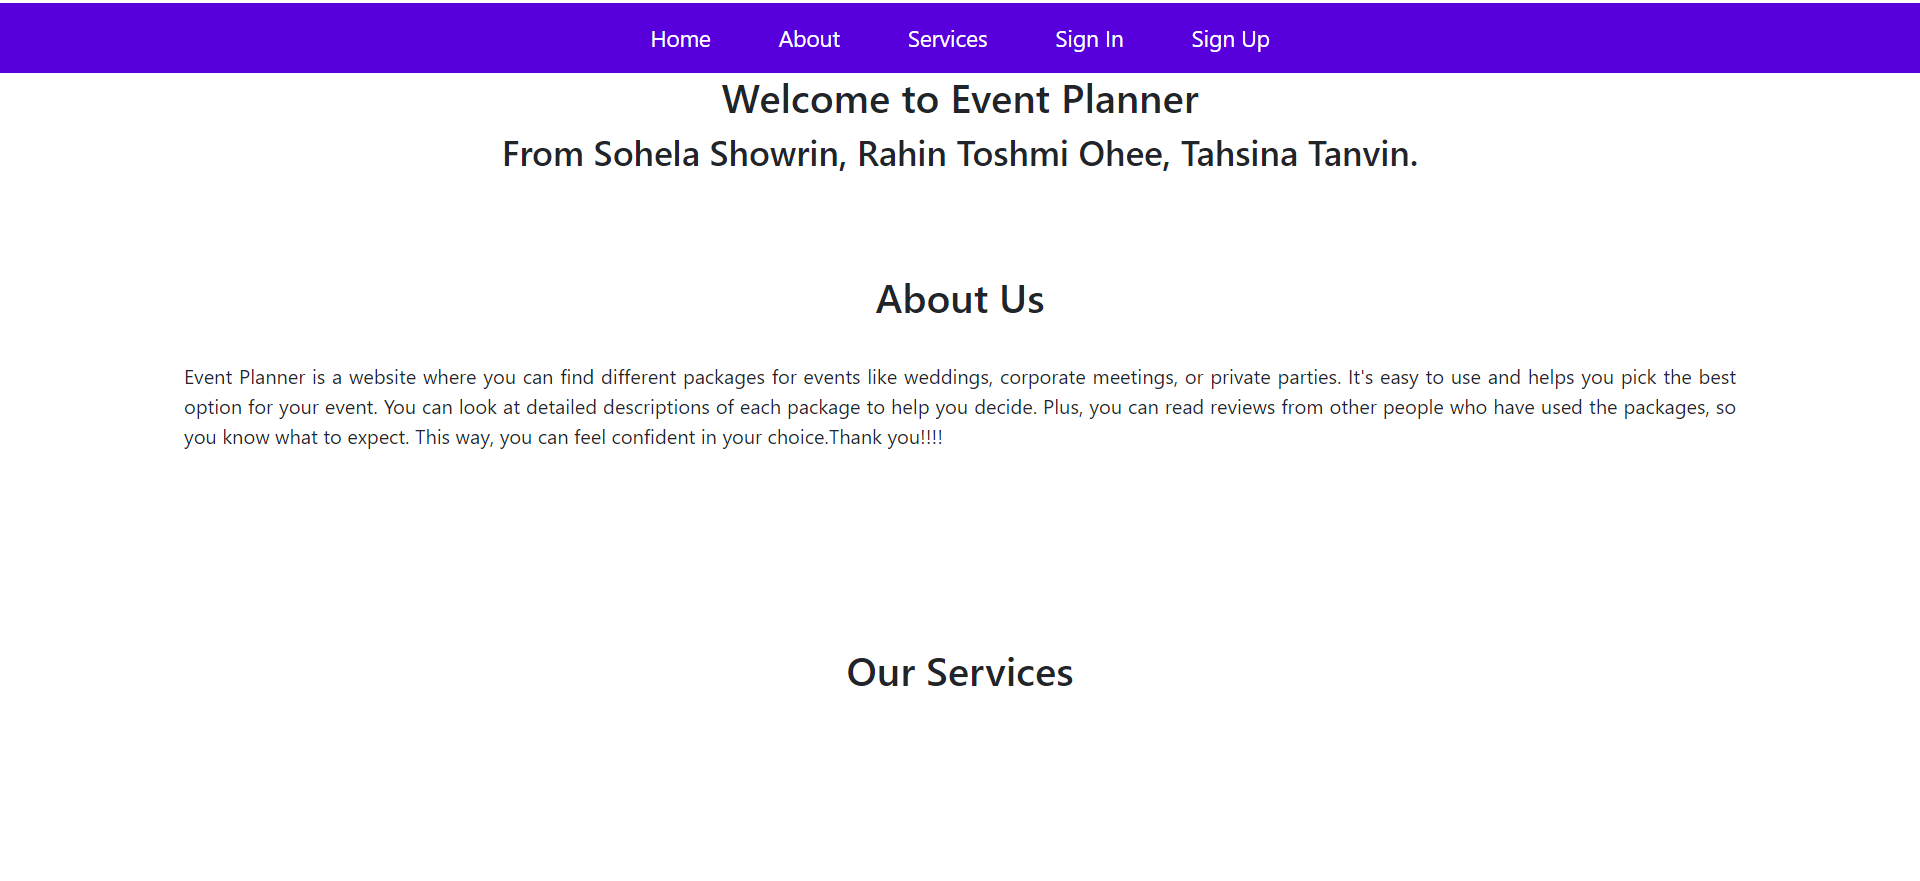 Home About Services Sign In Sign Up
Welcome to Event Planner
From Sohela Showrin, Rahin Toshmi Ohee, Tahsina Tanvin.
About Us
Event Planner is a website where you can find different packages for events like weddings, corporate meetings, or private parties. It's easy to use and helps you pick the best
option for your event. You can look at detailed descriptions of each package to help you decide. Plus, you can read reviews from other people who have used the packages, so
you know what to expect. This way, you can feel confident in your choice.Thank you!!!!
Our Services